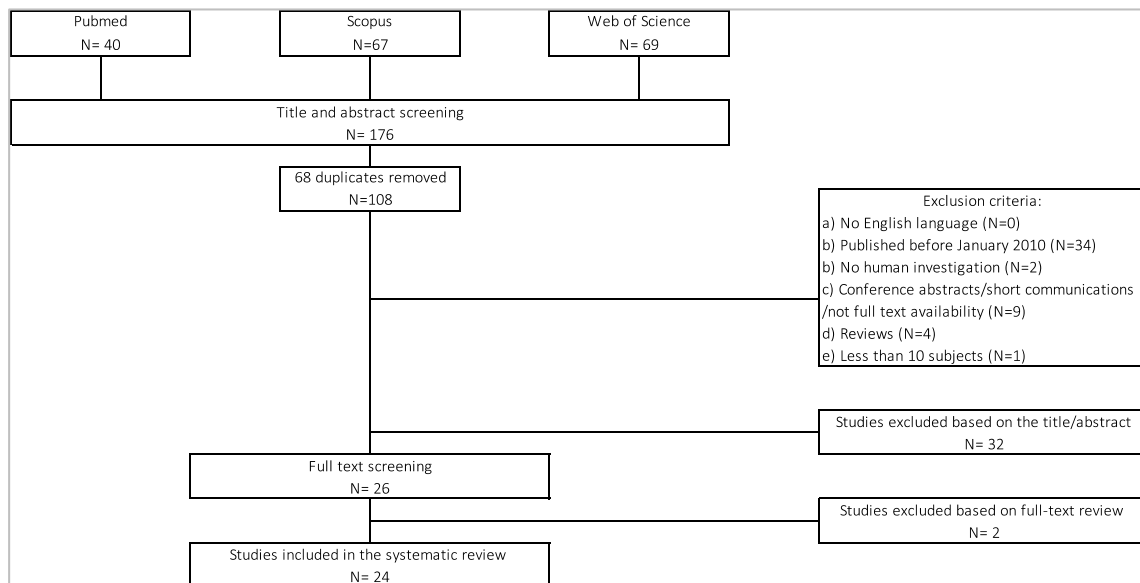 Pubmed
N= 40
Scopus
N=67
Web of Science
N= 69
Title and abstract screening
N= 176
68 duplicates removed
N=108
Exclusion criteria:
a) No English language (N=0)
b) Published before January 2010 (N=34)
b) No human investigation (N=2)
c) Conference abstracts/short communications
/not full text availability (N=9)
d) Reviews (N=4)
e) Less than 10 subjects (N=1)
Studies excluded based on the title/abstract
N= 32
Full text screening
N= 26
Studies excluded based on full-text review
N= 2
Studies included in the systematic review
N= 24